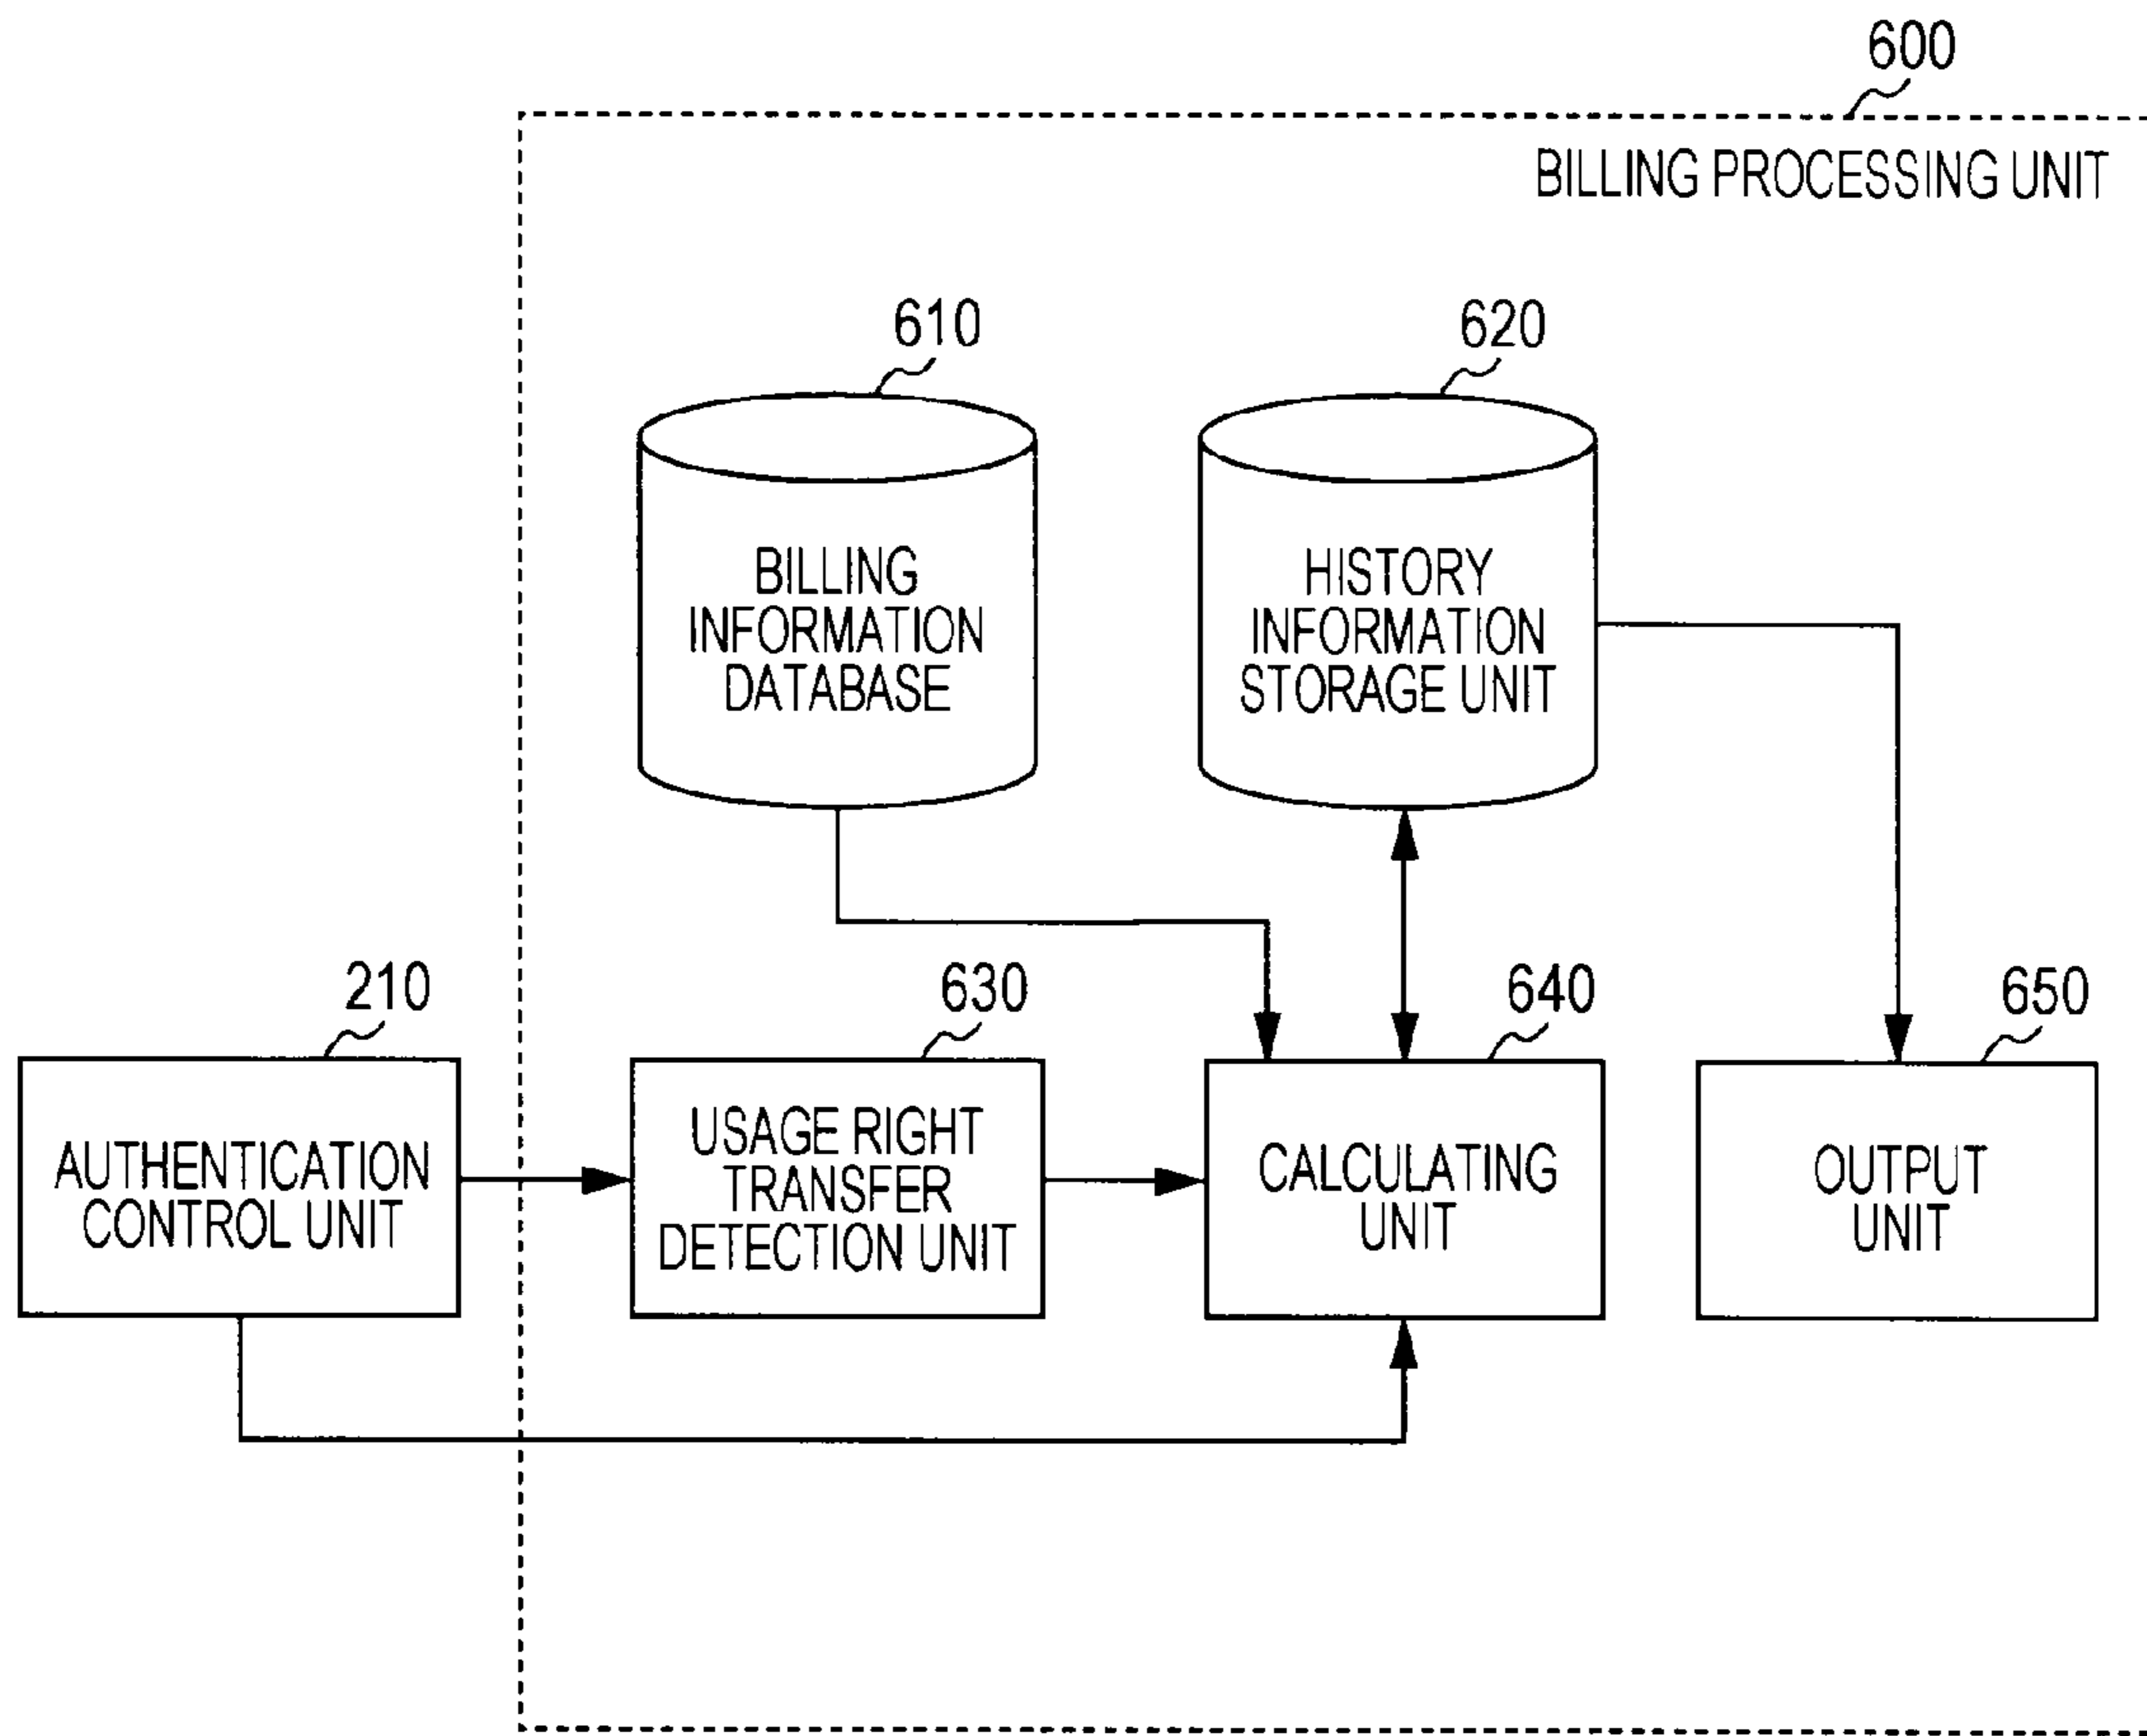 600
BILLING PROCESSING UNIT
610
620
BILLING
INFORMATION
DATABASE
HISTORY
INFORMATION
STORAGE UNIT
210
630
640
650
AUTHENTICATION
CONTROL UNIT
USAGE RIGHT
TRANSFER
DETECTION UNIT
CALCULATING
UNIT
OUTPUT
UNIT